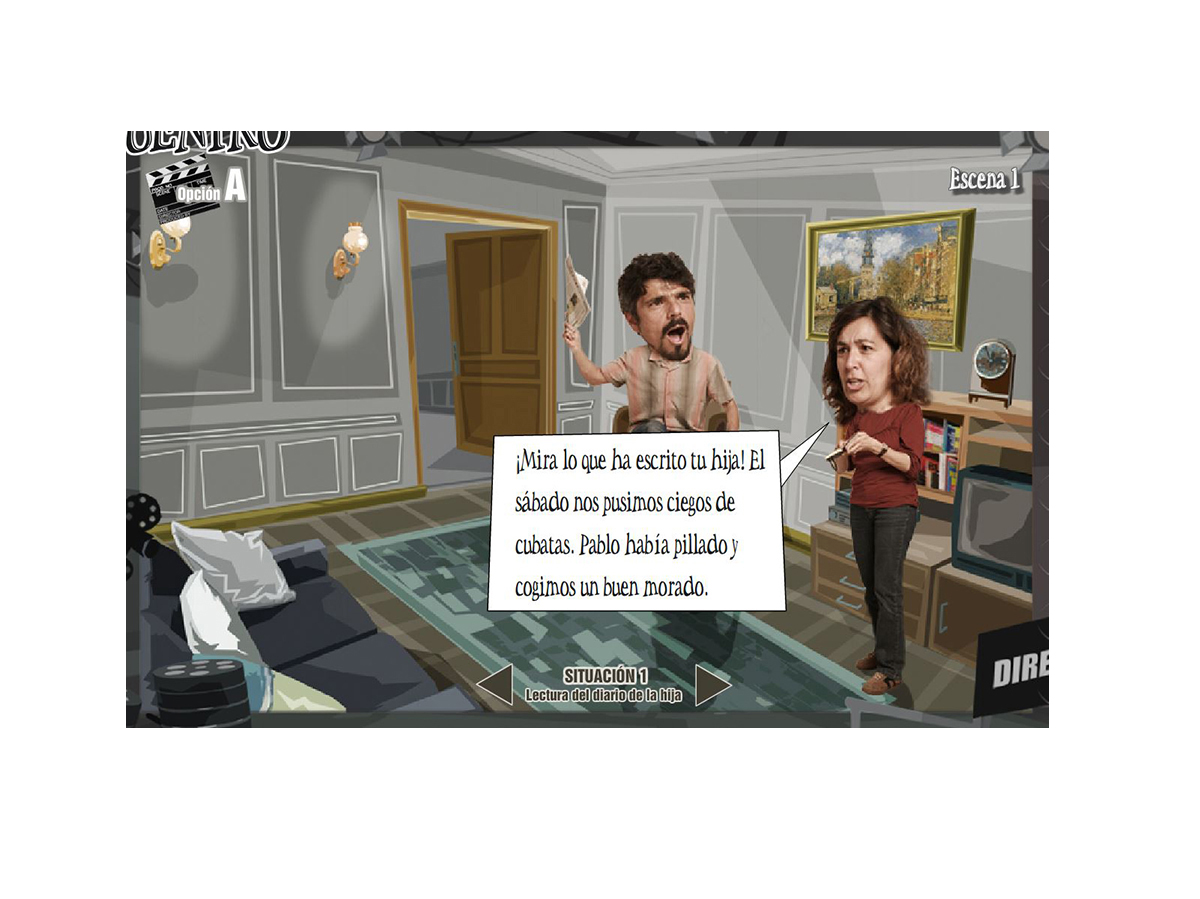 Opción A
Escena 1
¡Mira lo que ha escrito tu hija! El
sábado nos pusimos ciegos de
cubatas. Pablo había pillado y
cogimos un buen morado.
SITUACIÓN 1
Lectura del diario de la hija
DIRE